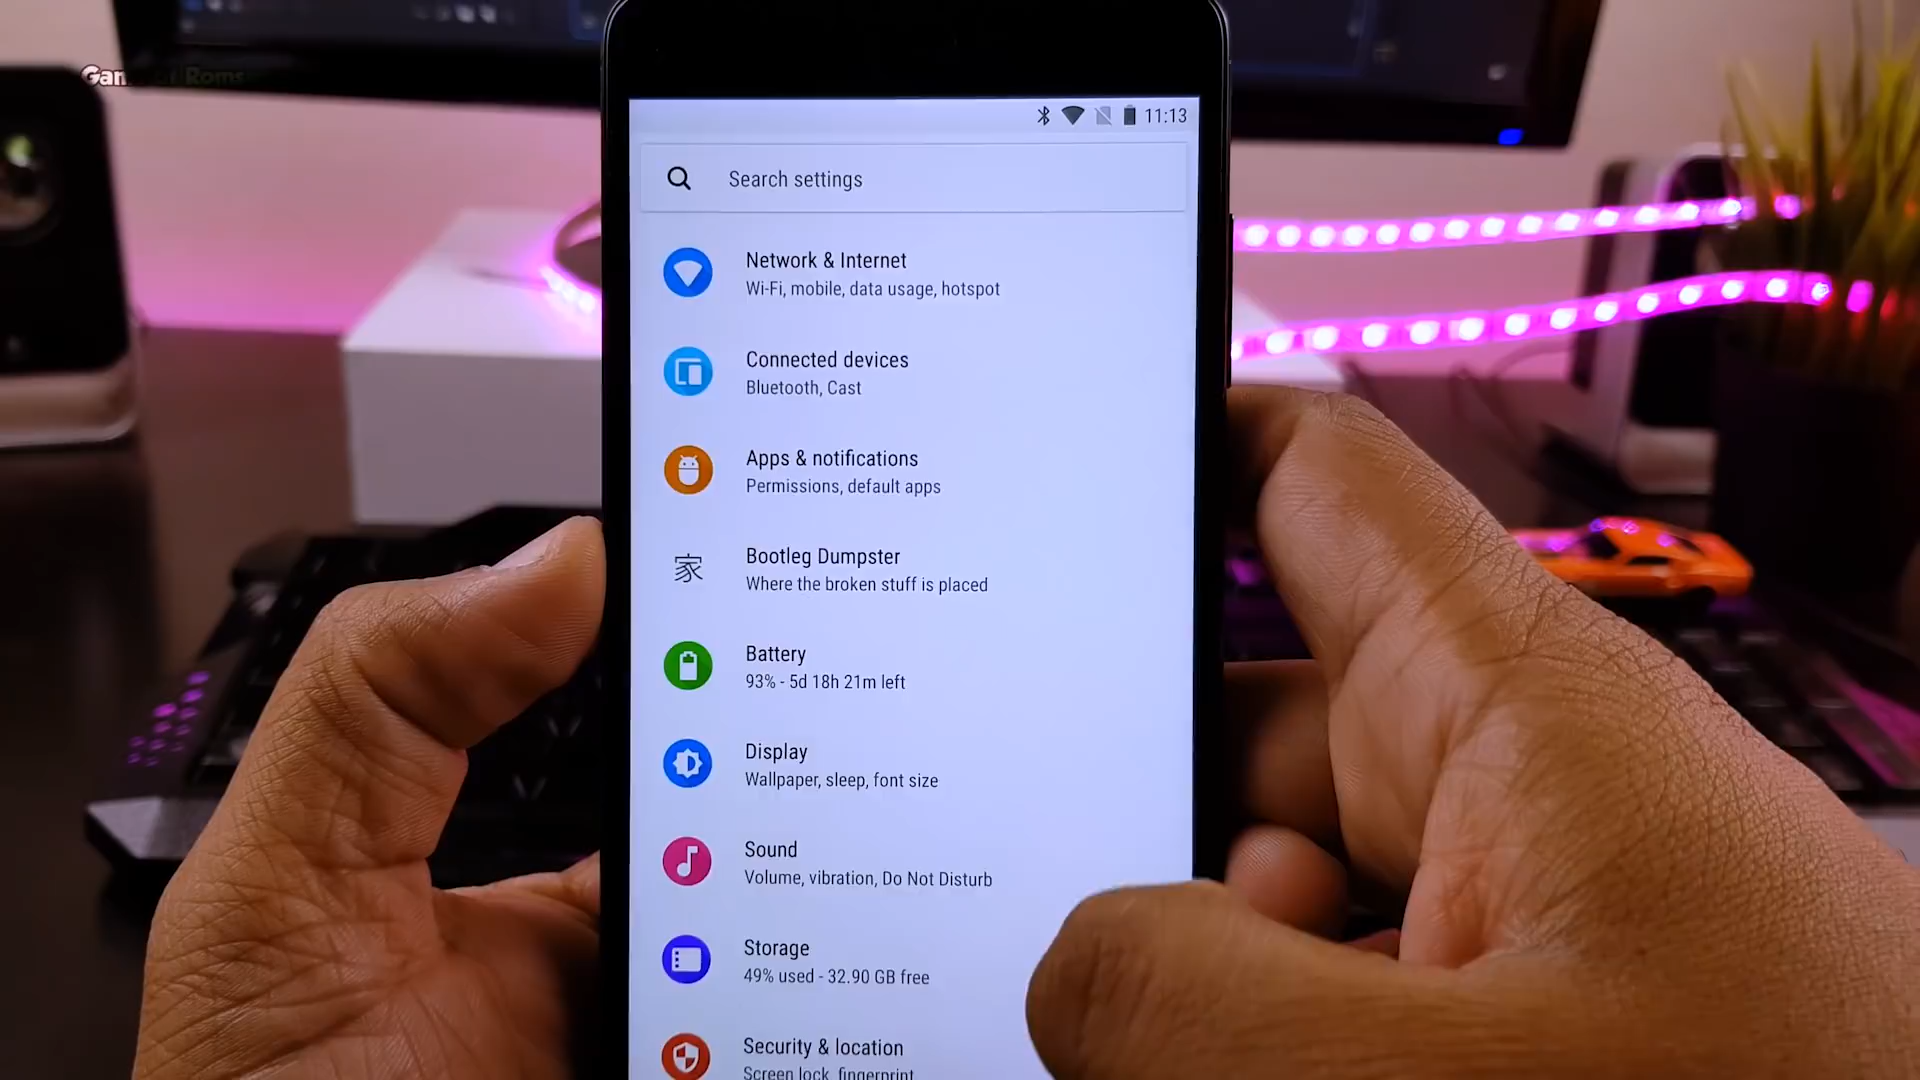 Game of Roms
11:13
Search settings
Network & Internet
Wi-Fi, mobile, data usage, hotspot
Connected devices
Bluetooth, Cast
Apps & notifications
Permissions, default apps
家
Bootleg Dumpster
Where the broken stuff is placed
Battery
93% - 5d 18h 21m left
Display
Wallpaper, sleep, font size
Sound
Volume, vibration, Do Not Disturb
Storage
49% used - 32.90 GB free
Security & location
Screen lock, fingerprint